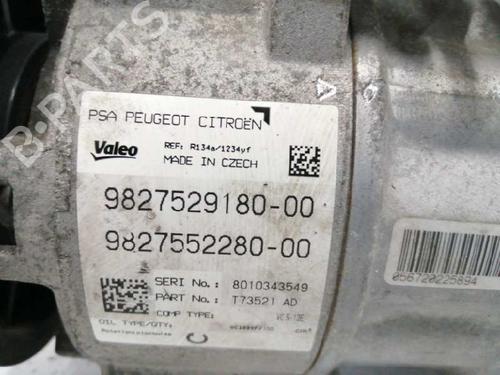 B-PARTS
PSA PEUGEOT CITROËN
Valeo
REF: R134a/1234yf
MADE IN CZECH
9827529180-00
9827552280-00
SERI No.: 8010343549
PART No.: T73521 AD
COMP TYPE:
OIL TYPE/QTY:
056720225894